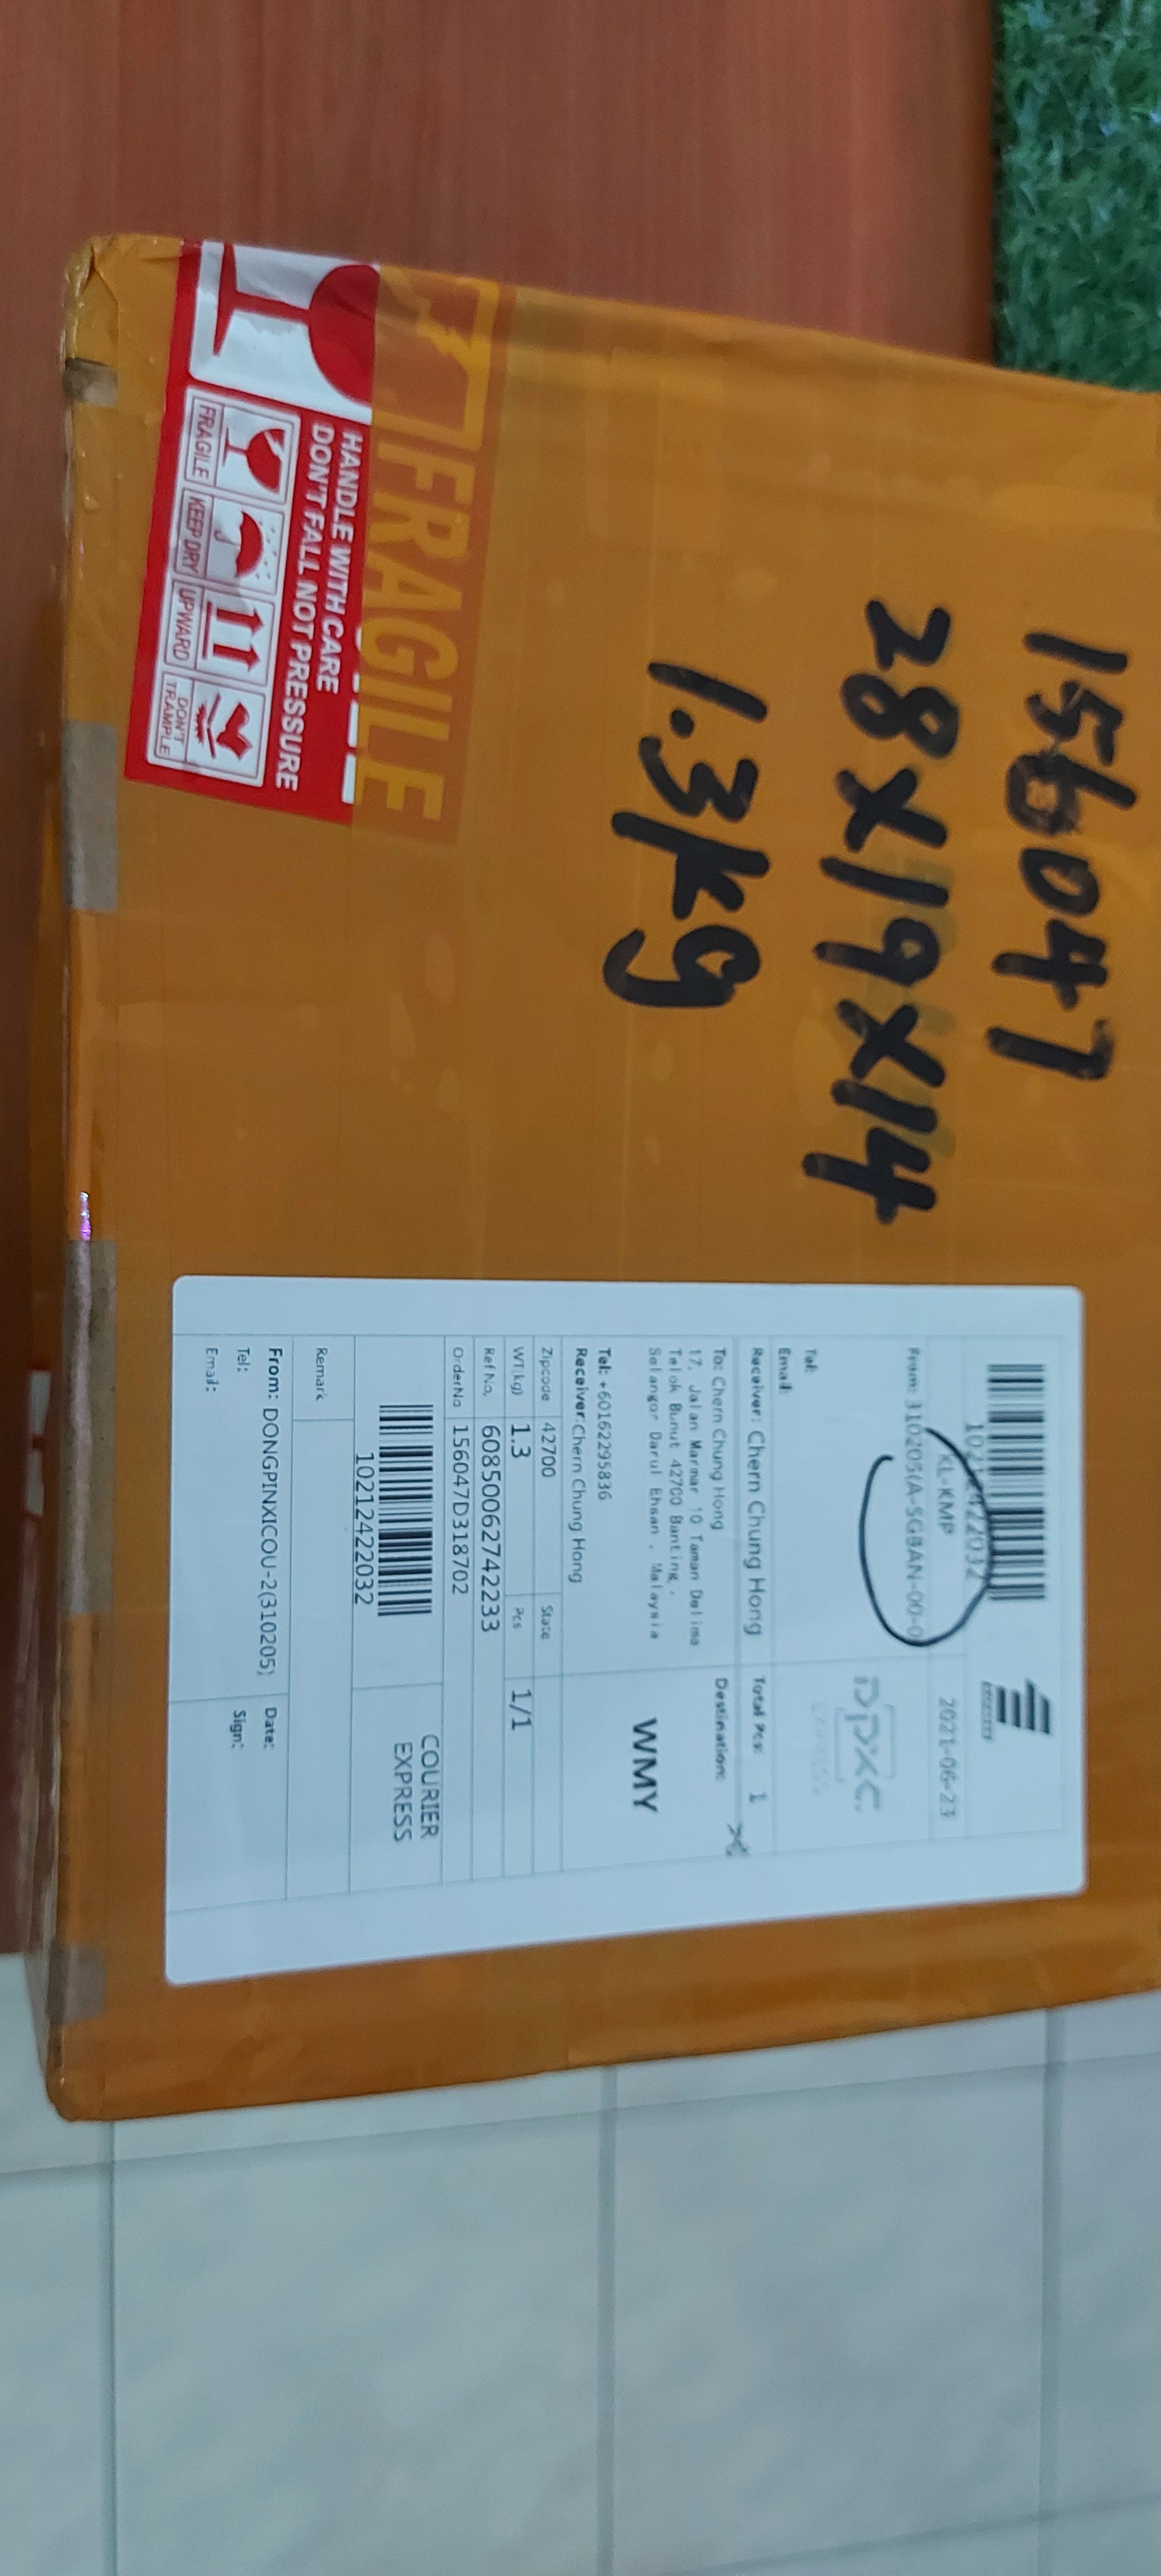 156047
28x19x14
1.3kg
FRAGILE
HANDLE WITH CARE
DON'T FALL NOT PRESSURE
FRAGILE
KEEP DRY
UPWARD
DON'T TRAMPLE
10212422032
XL-KMP
2021-06-23
From: 310205(A-SGBAN-00-0
Tel:
Email:
Receiver: Chern Chung Hong
Total Pcs: 1
To: Chern Chung Hong
17, Jalan Marmar 10 Taman Delima
Telok Bunut 42700 Banting,
Selangor Darul Ehsan , Malaysia
Destination:
WMY
Tel: +60162295836
Receiver:Chern Chung Hong
Zipcode 42700 State
WT(kg) 1.3 Pcs 1/1
Ref No, 60850062742233
OrderNo 156047D318702
10212422032
COURIER
EXPRESS
Remark
From: DONGPINXICOU-2(310205) Date:
Tel: Sign:
Email: